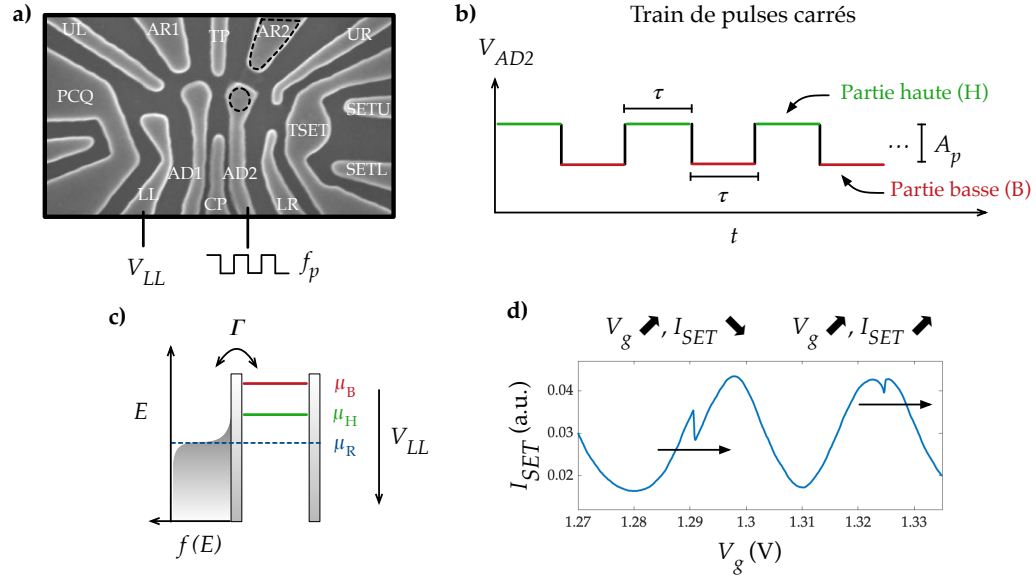 a)
UL
AR1
TP
AR2
UR
PCQ
SETU
TSET
SETL
LL
AD1
CP
AD2
LR
V_LL
f_p
b)
Train de pulses carrés
V_AD2
τ
Partie haute (H)
... A_p
τ
Partie basse (B)
t
c)
Γ
E
μ_B
μ_H
μ_R
V_LL
f(E)
d)
V_g ↗, I_SET ↘ V_g ↗, I_SET ↗
I_SET (a.u.)
0.04
0.03
0.02
1.27 1.28 1.29 1.3 1.31 1.32 1.33
V_g (V)